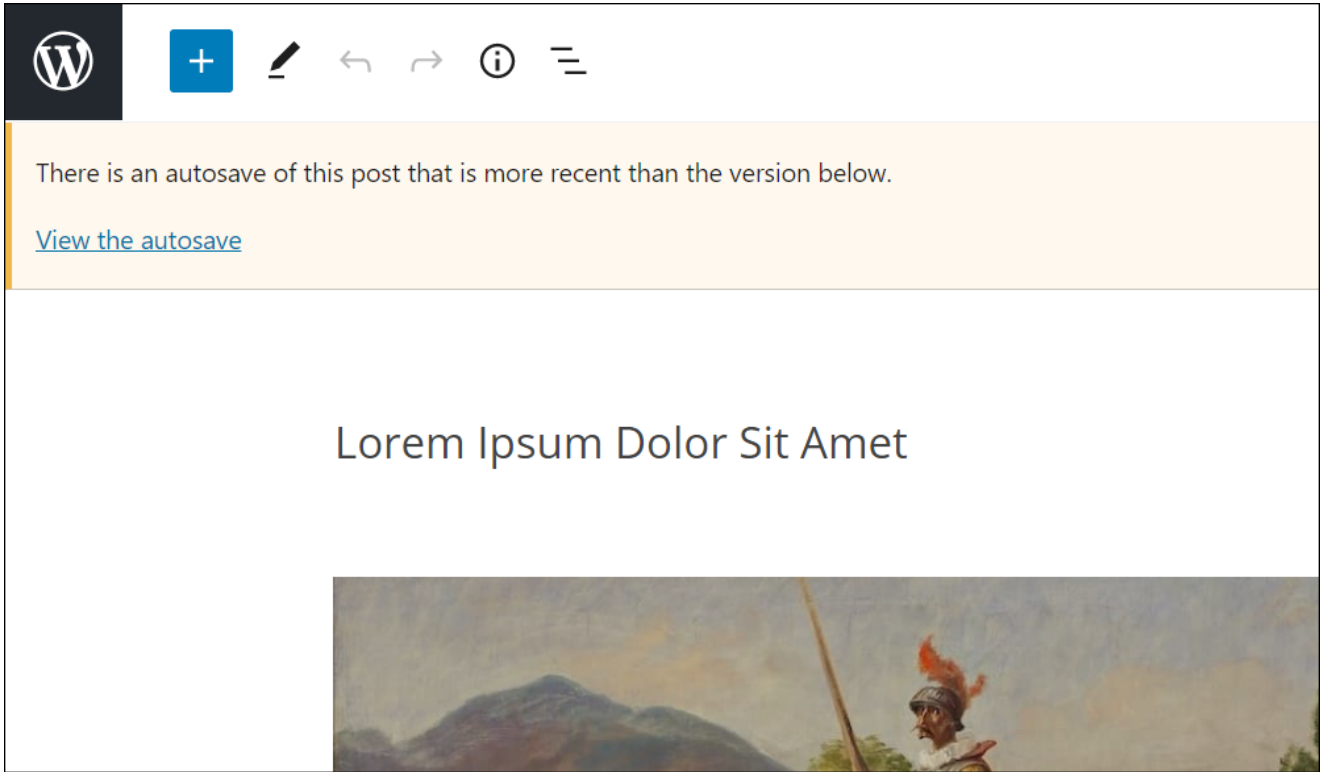 There is an autosave of this post that is more recent than the version below.
View the autosave
Lorem Ipsum Dolor Sit Amet